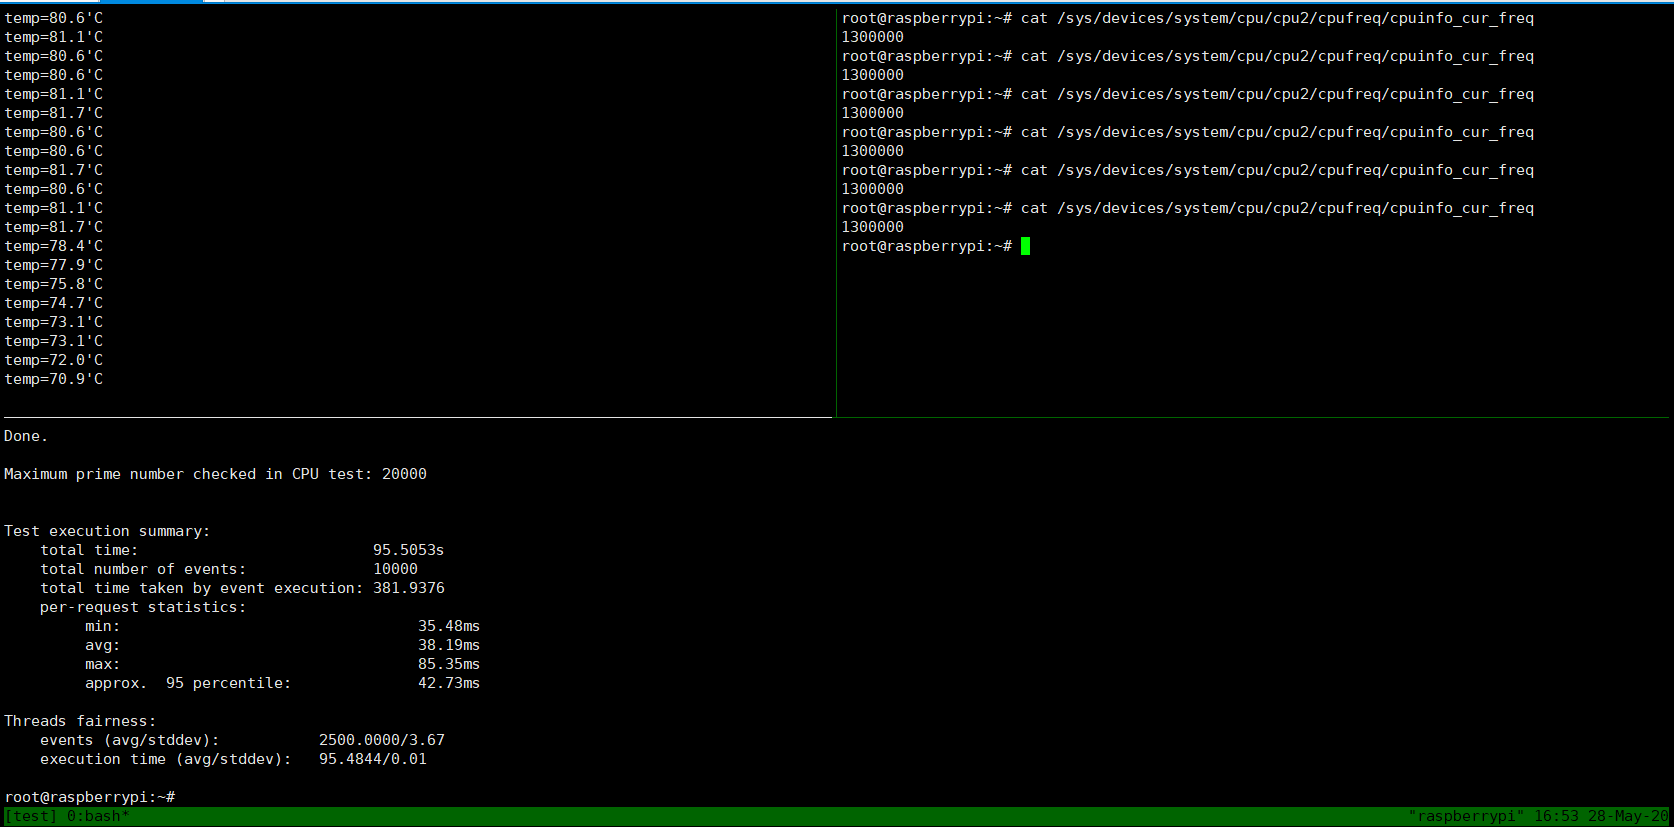 temp=80.6'C
temp=81.1'C
temp=80.6'C
temp=80.6'C
temp=81.1'C
temp=81.7'C
temp=80.6'C
temp=80.6'C
temp=81.7'C
temp=80.6'C
temp=81.1'C
temp=81.7'C
temp=78.4'C
temp=77.9'C
temp=75.8'C
temp=74.7'C
temp=73.1'C
temp=73.1'C
temp=72.0'C
temp=70.9'C
root@raspberrypi:~# cat /sys/devices/system/cpu/cpu2/cpufreq/cpuinfo_cur_freq
1300000
root@raspberrypi:~# cat /sys/devices/system/cpu/cpu2/cpufreq/cpuinfo_cur_freq
1300000
root@raspberrypi:~# cat /sys/devices/system/cpu/cpu2/cpufreq/cpuinfo_cur_freq
1300000
root@raspberrypi:~# cat /sys/devices/system/cpu/cpu2/cpufreq/cpuinfo_cur_freq
1300000
root@raspberrypi:~# cat /sys/devices/system/cpu/cpu2/cpufreq/cpuinfo_cur_freq
1300000
root@raspberrypi:~# cat /sys/devices/system/cpu/cpu2/cpufreq/cpuinfo_cur_freq
1300000
root@raspberrypi:~#
Done.
Maximum prime number checked in CPU test: 20000
Test execution summary:
total time: 95.5053s
total number of events: 10000
total time taken by event execution: 381.9376
per-request statistics:
min: 35.48ms
avg: 38.19ms
max: 85.35ms
approx. 95 percentile: 42.73ms
Threads fairness:
events (avg/stddev): 2500.0000/3.67
execution time (avg/stddev): 95.4844/0.01
root@raspberrypi:~#
[test] 0:bash* "raspberrypi" 16:53 28-May-20